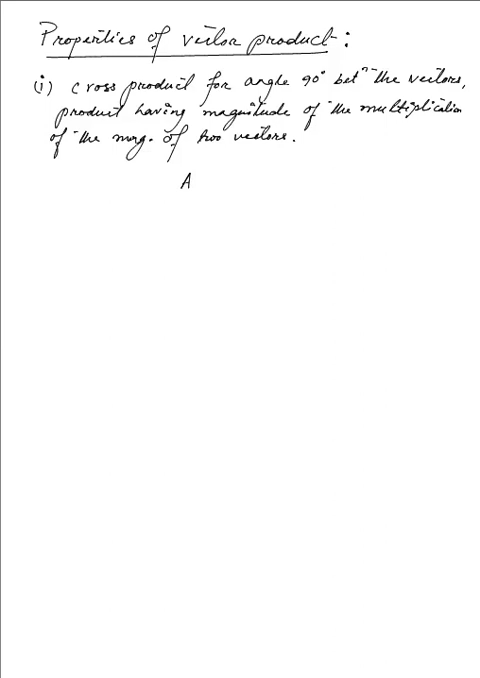 Properties of vector product :
(i) cross product for angle 90° betⁿ the vectors,
product having magnitude of the multiplication
of the mag. of two vectors.
A